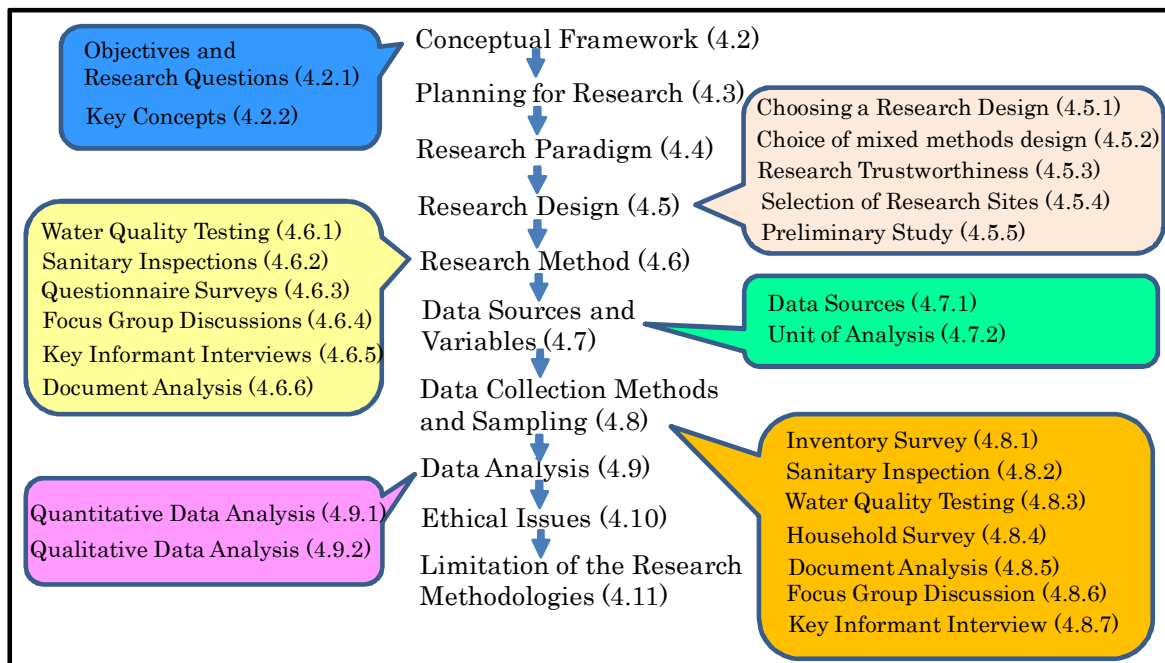 Conceptual Framework (4.2)
Objectives and
Research Questions (4.2.1)
Key Concepts (4.2.2)
Planning for Research (4.3)
Research Paradigm (4.4)
Research Design (4.5)
Choosing a Research Design (4.5.1)
Choice of mixed methods design (4.5.2)
Research Trustworthiness (4.5.3)
Selection of Research Sites (4.5.4)
Preliminary Study (4.5.5)
Research Method (4.6)
Water Quality Testing (4.6.1)
Sanitary Inspections (4.6.2)
Questionnaire Surveys (4.6.3)
Focus Group Discussions (4.6.4)
Key Informant Interviews (4.6.5)
Document Analysis (4.6.6)
Data Sources and
Variables (4.7)
Data Sources (4.7.1)
Unit of Analysis (4.7.2)
Data Collection Methods
and Sampling (4.8)
Inventory Survey (4.8.1)
Sanitary Inspection (4.8.2)
Water Quality Testing (4.8.3)
Household Survey (4.8.4)
Document Analysis (4.8.5)
Focus Group Discussion (4.8.6)
Key Informant Interview (4.8.7)
Data Analysis (4.9)
Quantitative Data Analysis (4.9.1)
Qualitative Data Analysis (4.9.2)
Ethical Issues (4.10)
Limitation of the Research
Methodologies (4.11)